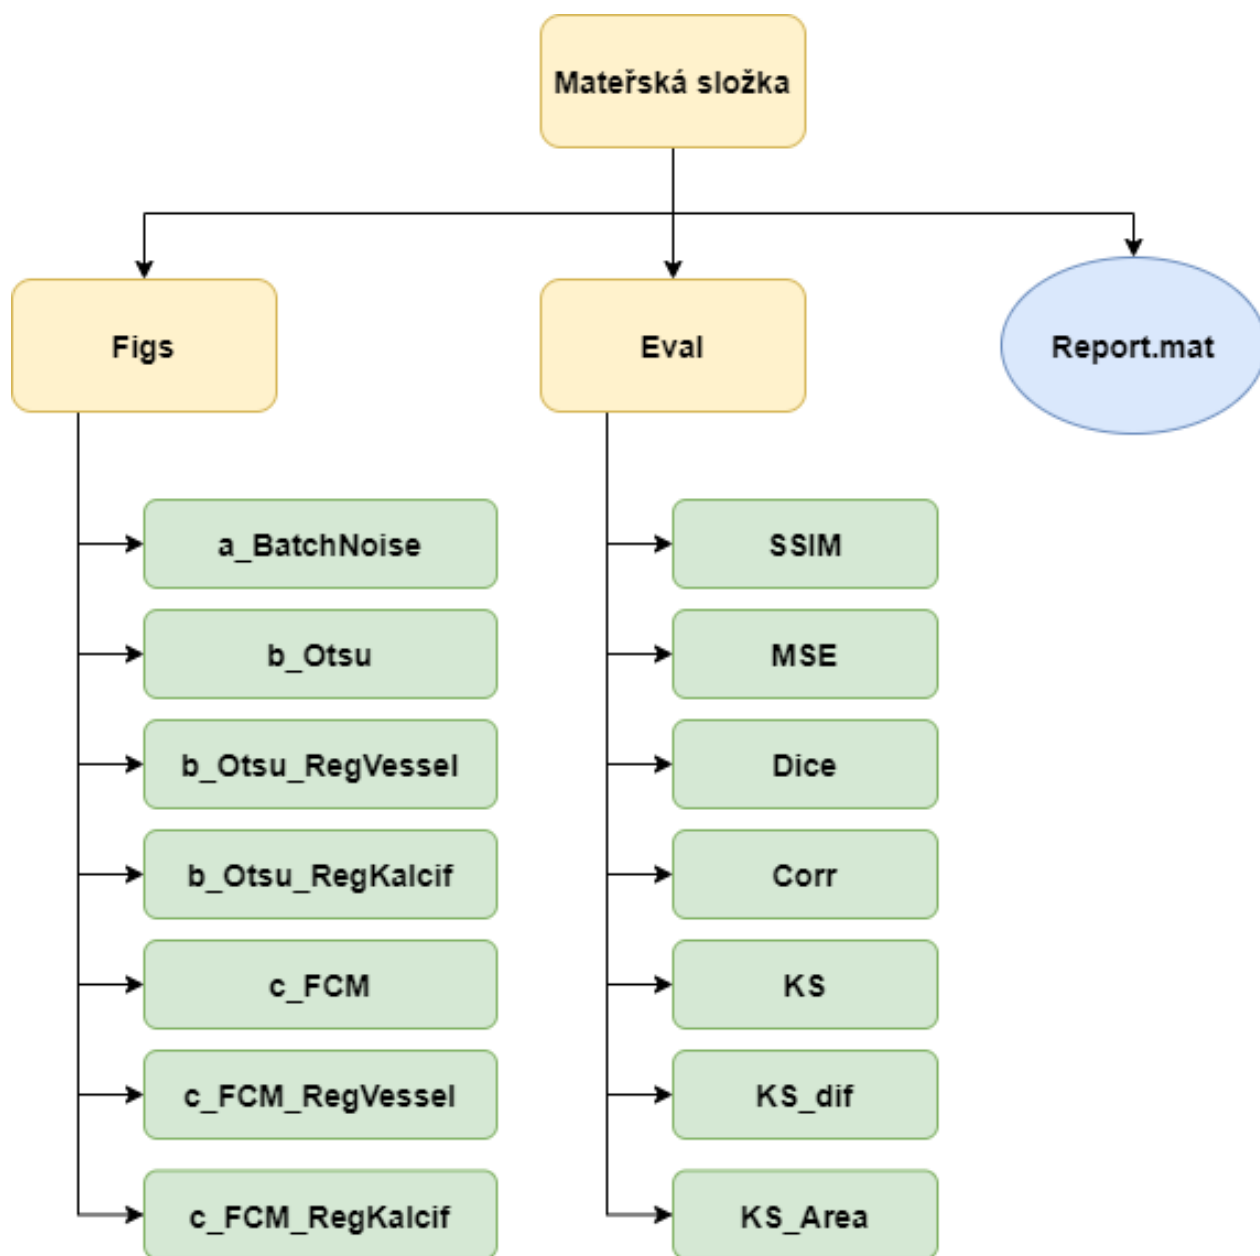 Mateřská složka
Figs
Eval
Report.mat
a_BatchNoise
b_Otsu
b_Otsu_RegVessel
b_Otsu_RegKalcif
c_FCM
c_FCM_RegVessel
c_FCM_RegKalcif
SSIM
MSE
Dice
Corr
KS
KS_dif
KS_Area